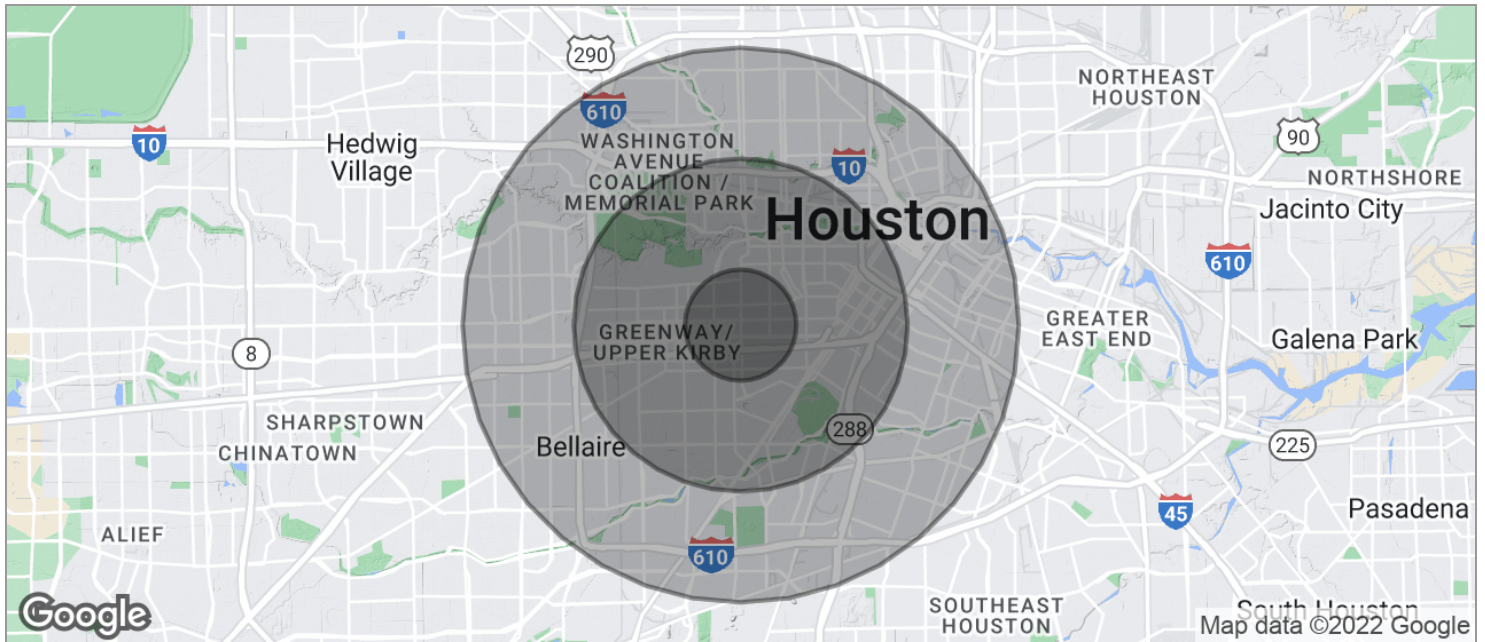 290
NORTHEAST
HOUSTON
610
10
Hedwig
Village
WASHINGTON
AVENUE
COALITION /
MEMORIAL PARK
10
90
NORTHSHORE
Jacinto City
Houston
610
GREENWAY/
UPPER KIRBY
GREATER
EAST END
Galena Park
8
SHARPSTOWN
CHINATOWN
Bellaire
288
225
ALIEF
610
45
Pasadena
Google
SOUTHEAST
HOUSTON
South Houston
Map data ©2022 Google